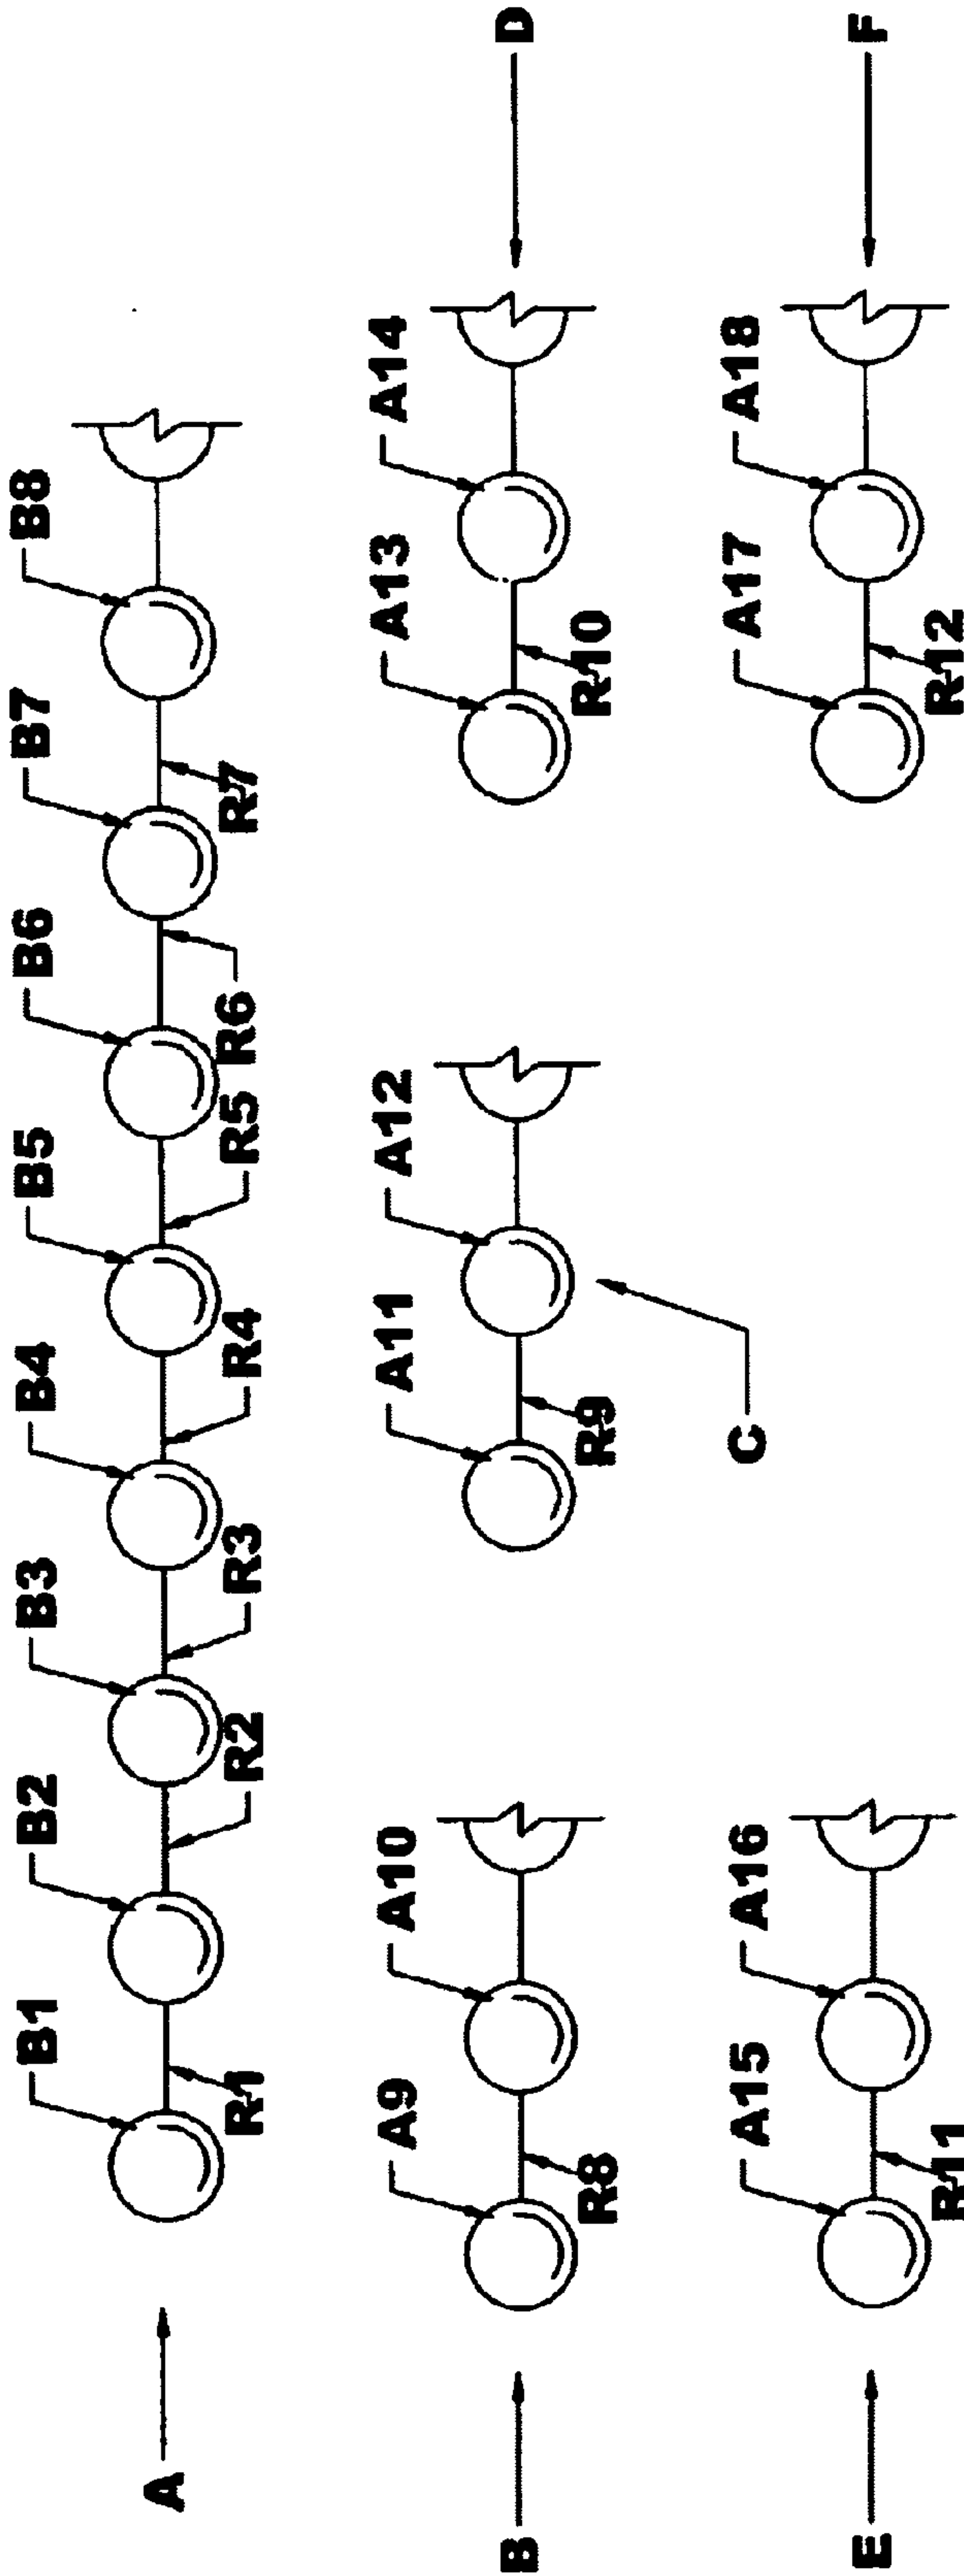 B1 B2 B3 B4 B5 B6 B7 B8
A
R1 R2 R3 R4 R5 R6 R7
A9 A10 A11 A12 A13 A14
B D
R8 R9 R10
C
A15 A16 A17 A18
E F
R11 R12